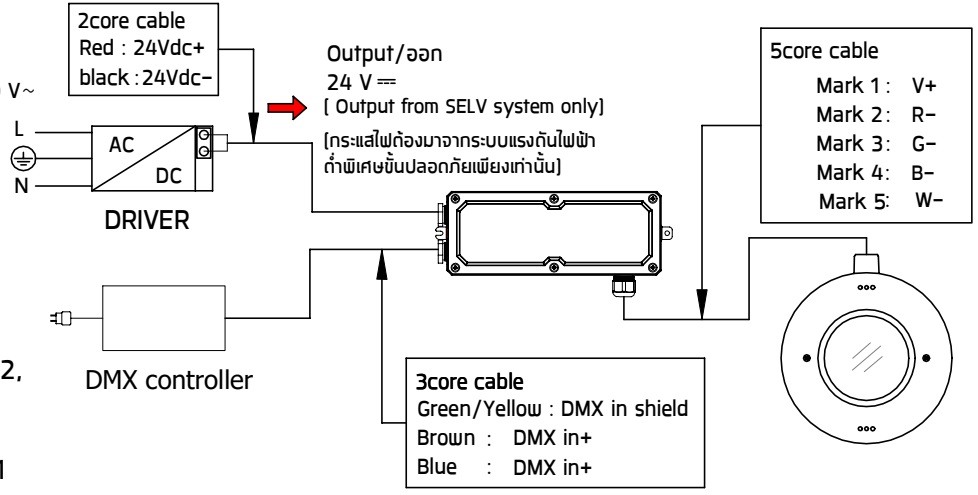 2core cable
Red : 24Vdc+
black :24Vdc-
V~
L
N
AC
DC
DRIVER
Output/ออก
24 V ⎓
( Output from SELV system only)
(กระแสไฟต้องมาจากระบบแรงดันไฟฟ้า
ต่ำพิเศษขั้นปลอดภัยเพียงเท่านั้น)
5core cable
Mark 1 : V+
Mark 2: R-
Mark 3: G-
Mark 4: B-
Mark 5: W-
2,
DMX controller
3core cable
Green/Yellow : DMX in shield
Brown : DMX in+
Blue : DMX in+